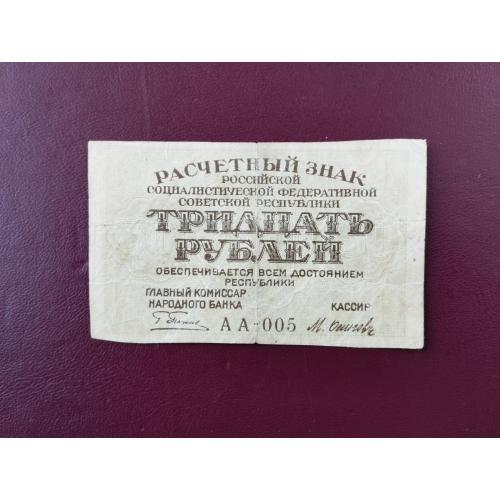 РАСЧЕТНЫЙ ЗНАК
РОССІЙСКОЙ
СОЦИАЛИСТИЧЕСКОЙ ФЕДЕРАТИВНОЙ
СОВЕТСКОЙ РЕСПУБЛИКИ
ТРИДЦАТЬ
РУБЛЕЙ
ОБЕСПЕЧИВАЕТСЯ ВСЕМ ДОСТОЯНИЕМ
РЕСПУБЛИКИ
ГЛАВНЫЙ КОМИССАР
НАРОДНОГО БАНКА
КАССИР
АА-005